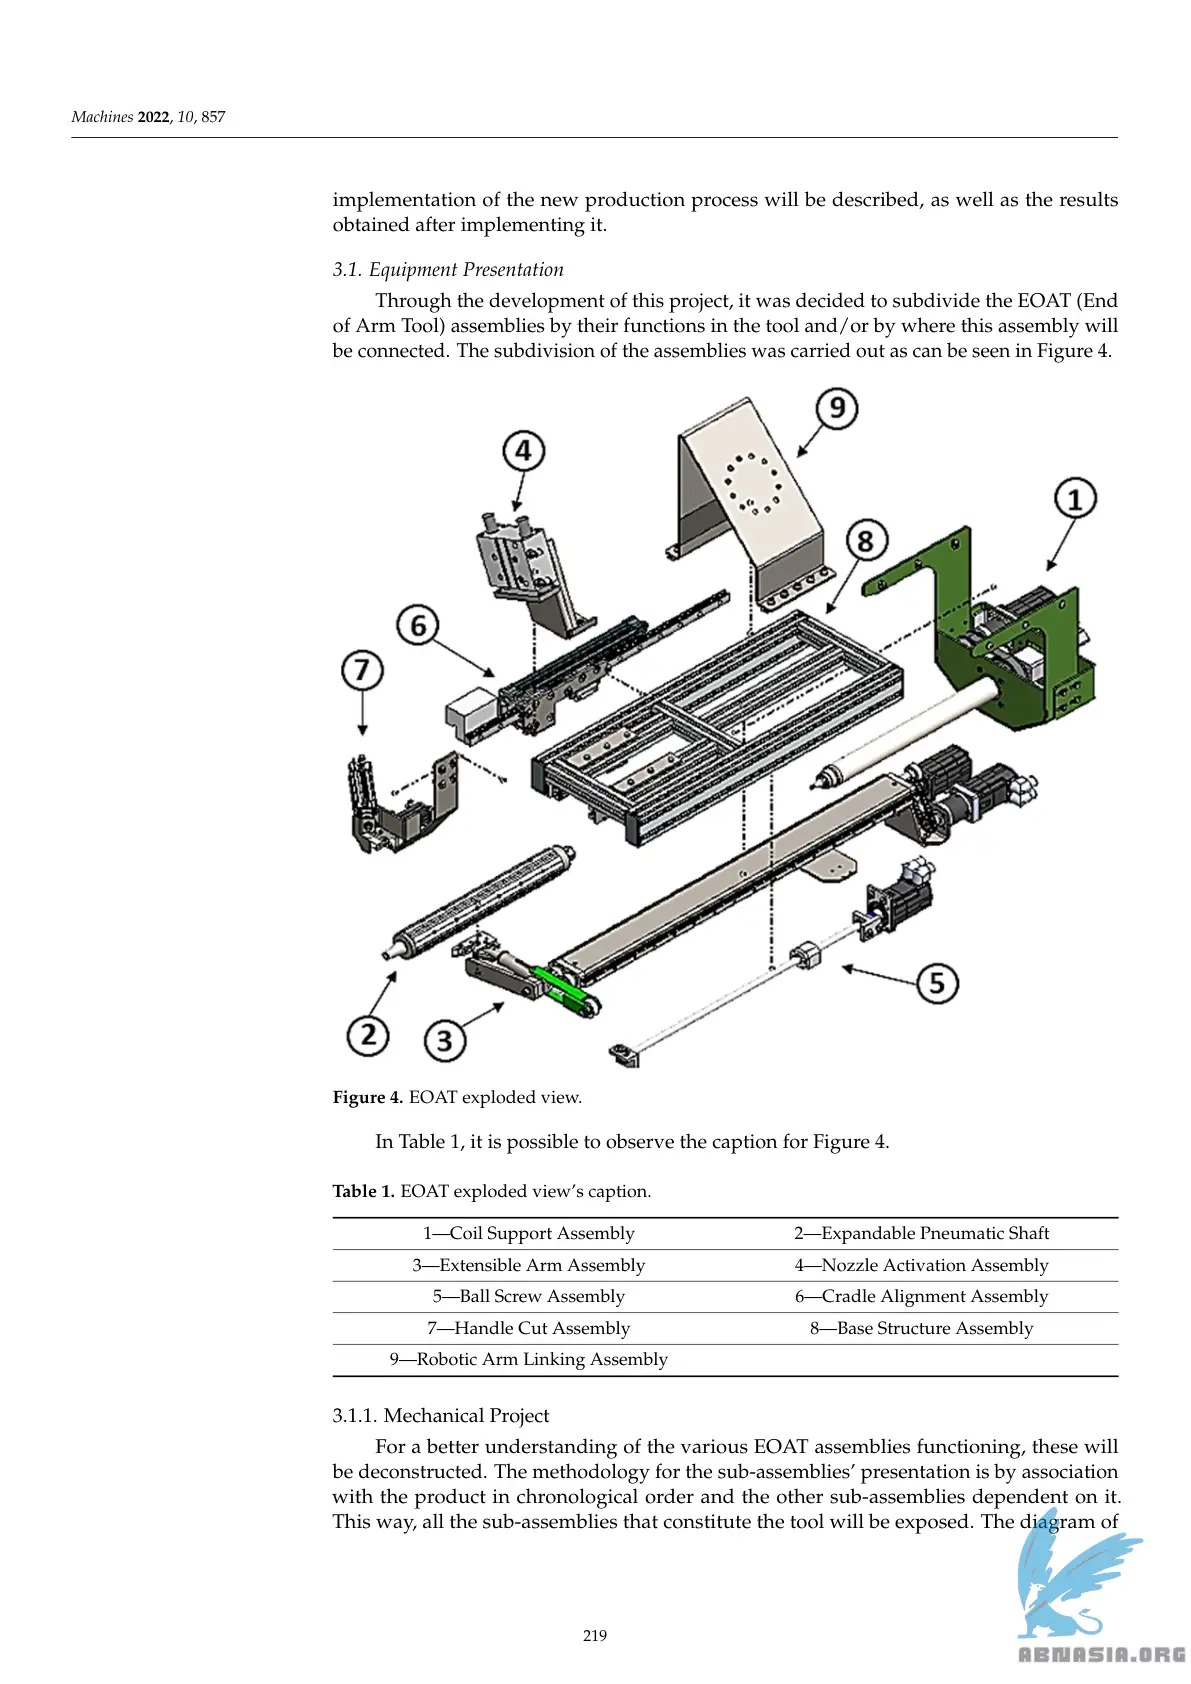 Machines 2022, 10, 857
implementation of the new production process will be described, as well as the results
obtained after implementing it.
3.1. Equipment Presentation
Through the development of this project, it was decided to subdivide the EOAT (End
of Arm Tool) assemblies by their functions in the tool and/or by where this assembly will
be connected. The subdivision of the assemblies was carried out as can be seen in Figure 4.
9
4
1
8
6
7
5
2
3
Figure 4. EOAT exploded view.
In Table 1, it is possible to observe the caption for Figure 4.
Table 1. EOAT exploded view's caption.
1—Coil Support Assembly 2—Expandable Pneumatic Shaft
3—Extensible Arm Assembly 4—Nozzle Activation Assembly
5—Ball Screw Assembly 6—Cradle Alignment Assembly
7—Handle Cut Assembly 8—Base Structure Assembly
9—Robotic Arm Linking Assembly
3.1.1. Mechanical Project
For a better understanding of the various EOAT assemblies functioning, these will
be deconstructed. The methodology for the sub-assemblies' presentation is by association
with the product in chronological order and the other sub-assemblies dependent on it.
This way, all the sub-assemblies that constitute the tool will be exposed. The diagram of
219
ABNASIA.ORG